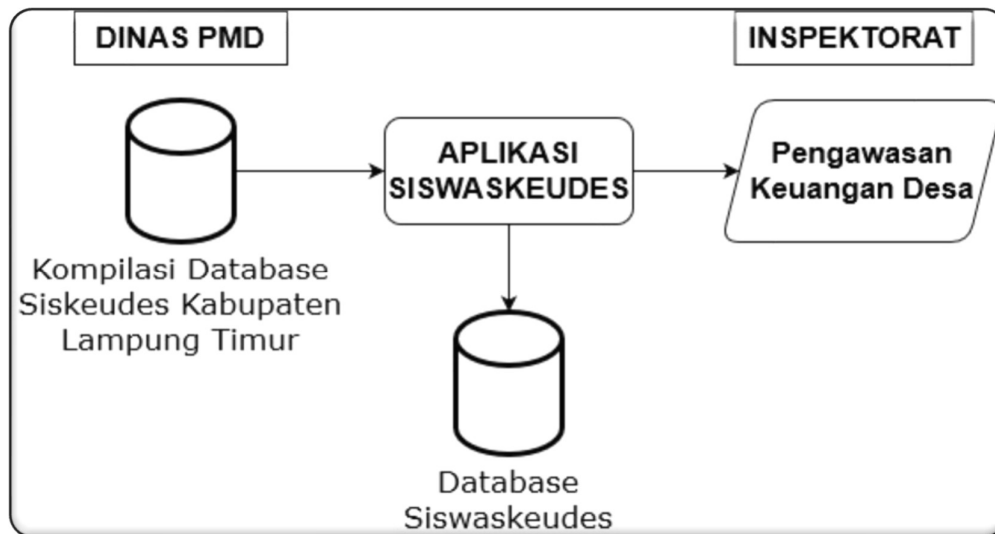 DINAS PMD
INSPEKTORAT
APLIKASI
SISWASKEUDES
Pengawasan
Keuangan Desa
Kompilasi Database
Siskeudes Kabupaten
Lampung Timur
Database
Siswaskeudes